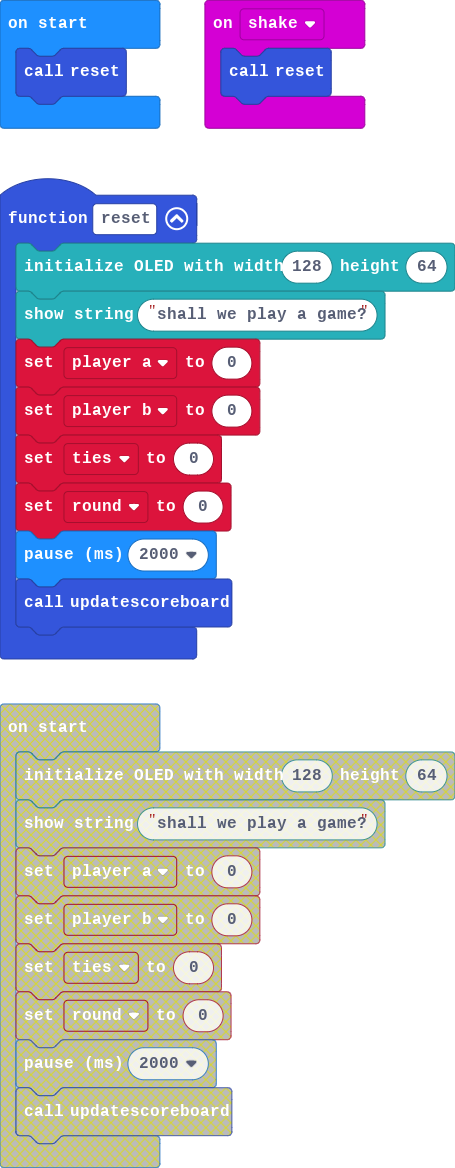 on start
call reset
on shake
call reset
function reset
initialize OLED with width 128 height 64
show string "shall we play a game?"
set player a to 0
set player b to 0
set ties to 0
set round to 0
pause (ms) 2000
call updatescoreboard
on start
initialize OLED with width 128 height 64
show string "shall we play a game?"
set player a to 0
set player b to 0
set ties to 0
set round to 0
pause (ms) 2000
call updatescoreboard